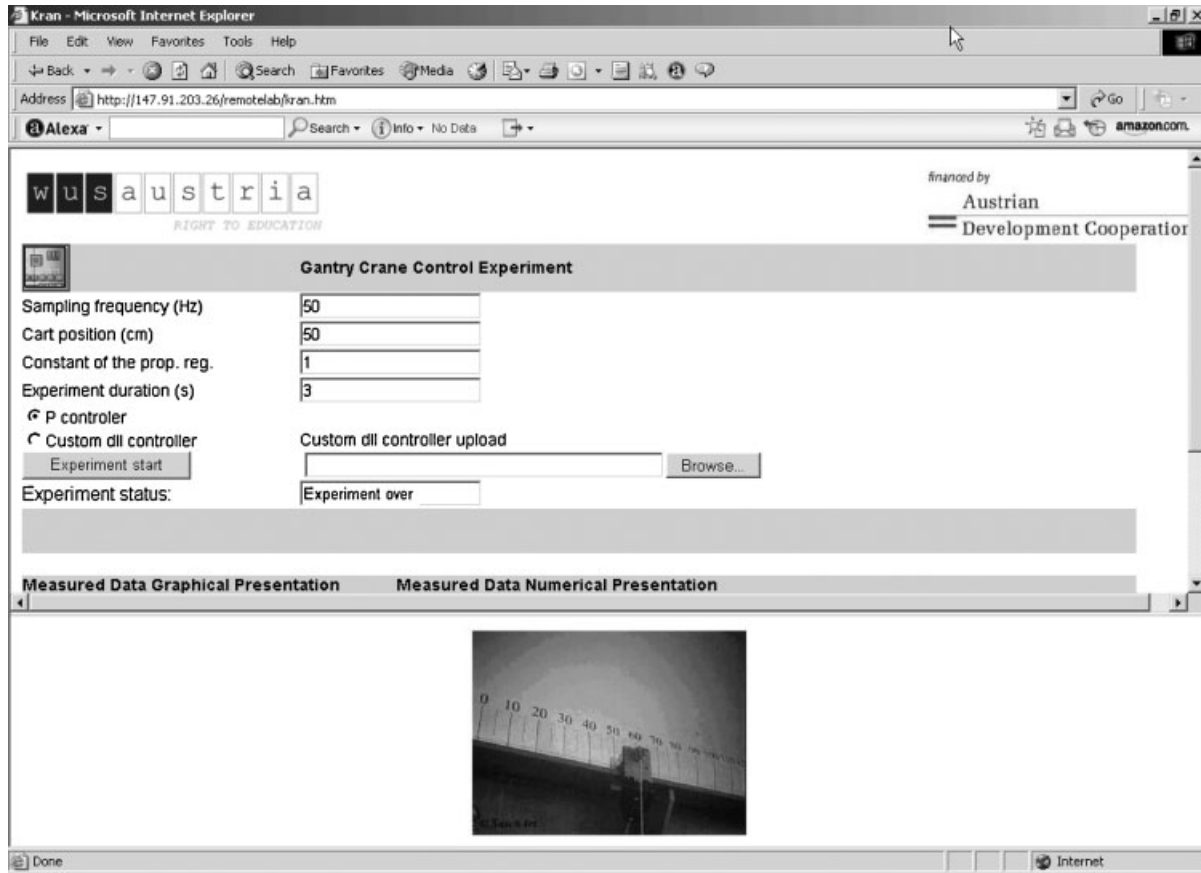 Kran - Microsoft Internet Explorer
File Edit View Favorites Tools Help
Back Search Favorites Media
Address http://147.91.203.26/remotelab/kran.htm Go
Alexa Search Info No Data amazon.com.
wusaustria
RIGHT TO EDUCATION
financed by
Austrian
Development Cooperation
Gantry Crane Control Experiment
Sampling frequency (Hz) 50
Cart position (cm) 50
Constant of the prop. reg. 1
Experiment duration (s) 3
P controler
Custom dll controller Custom dll controller upload
Experiment start Browse...
Experiment status: Experiment over
Measured Data Graphical Presentation Measured Data Numerical Presentation
0 10 20 30 40 50 60 70
Done Internet